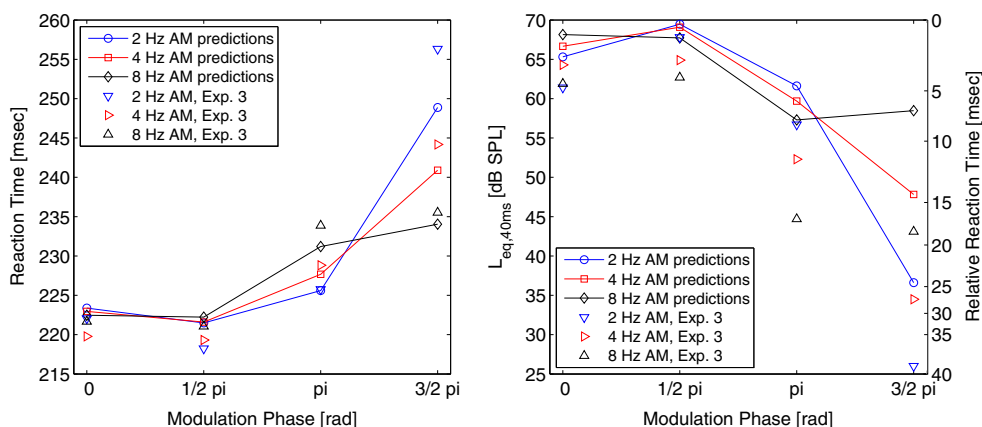 260
255
250
245
240
235
230
225
220
215
Reaction Time [msec]
2 Hz AM predictions
4 Hz AM predictions
8 Hz AM predictions
2 Hz AM, Exp. 3
4 Hz AM, Exp. 3
8 Hz AM, Exp. 3
0
1/2 pi
pi
3/2 pi
Modulation Phase [rad]
70
65
60
55
50
45
40
35
30
25
Leq,40ms [dB SPL]
2 Hz AM predictions
4 Hz AM predictions
8 Hz AM predictions
2 Hz AM, Exp. 3
4 Hz AM, Exp. 3
8 Hz AM, Exp. 3
0
1/2 pi
pi
3/2 pi
Modulation Phase [rad]
0
5
10
15
20
25
30
35
40
Relative Reaction Time [msec]